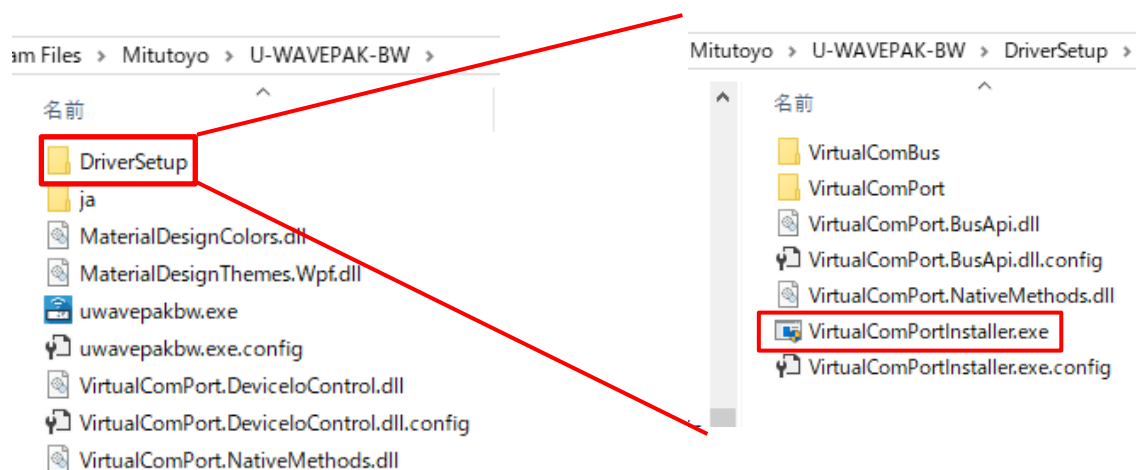 am Files > Mitutoyo > U-WAVEPAK-BW >
名前
DriverSetup
ja
MaterialDesignColors.dll
MaterialDesignThemes.Wpf.dll
uwavepakbw.exe
uwavepakbw.exe.config
VirtualComPort.DeviceIoControl.dll
VirtualComPort.DeviceIoControl.dll.config
VirtualComPort.NativeMethods.dll
Mitutoyo > U-WAVEPAK-BW > DriverSetup >
名前
VirtualComBus
VirtualComPort
VirtualComPort.BusApi.dll
VirtualComPort.BusApi.dll.config
VirtualComPort.NativeMethods.dll
VirtualComPortInstaller.exe
VirtualComPortInstaller.exe.config